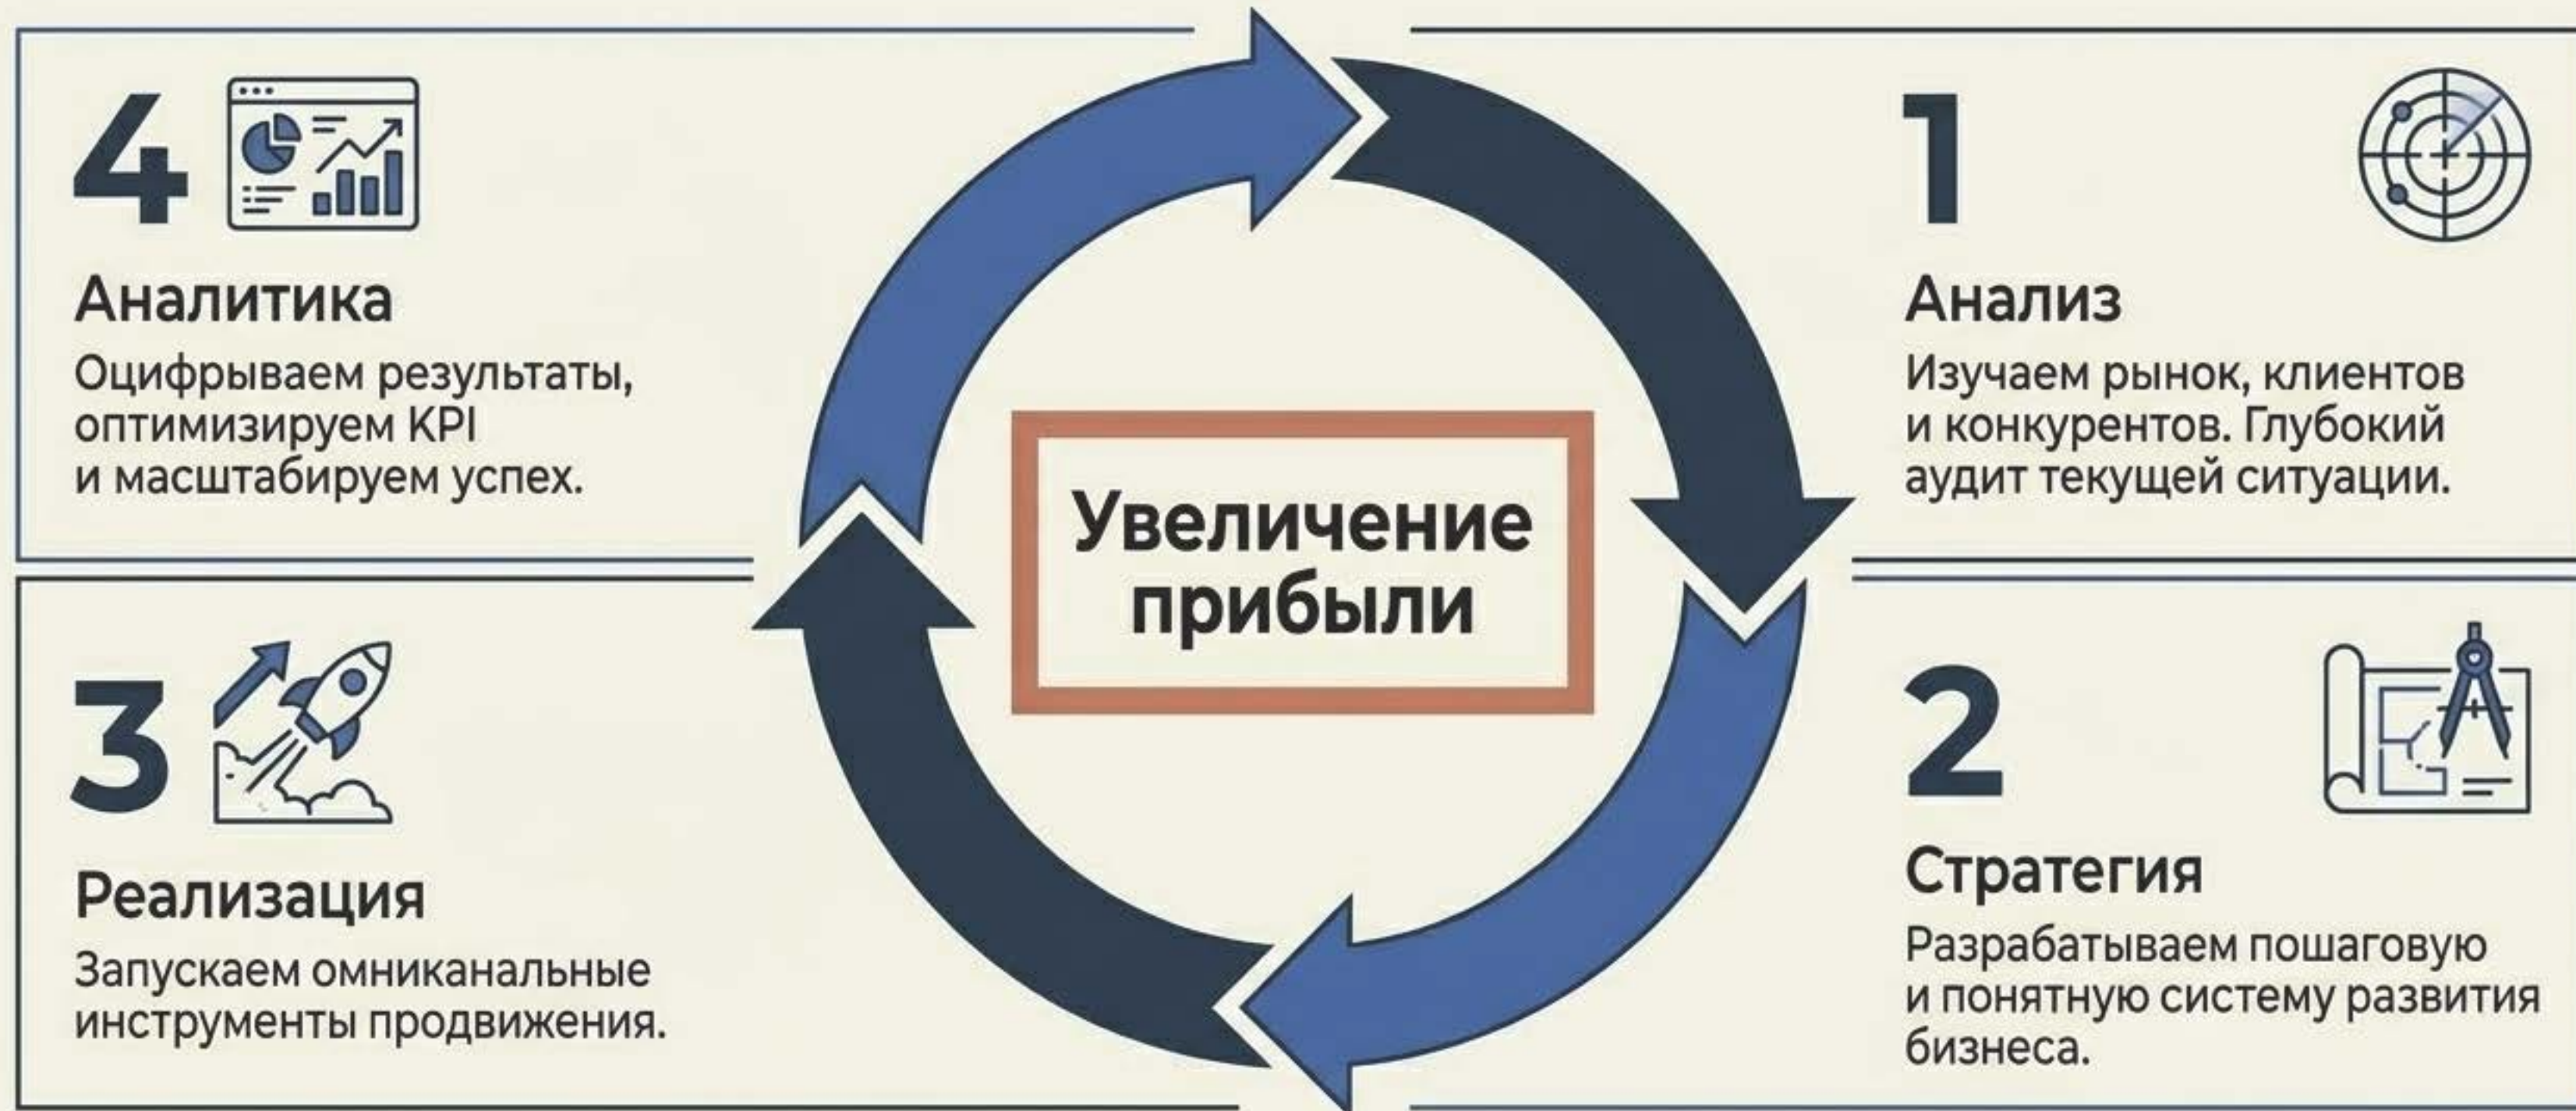 1
Анализ
Изучаем рынок, клиентов
и конкурентов. Глубокий
аудит текущей ситуации.
2
Стратегия
Разрабатываем пошаговую
и понятную систему развития
бизнеса.
3
Реализация
Запускаем омниканальные
инструменты продвижения.
4
Аналитика
Оцифрываем результаты,
оптимизируем KPI
и масштабируем успех.
Увеличение
прибыли